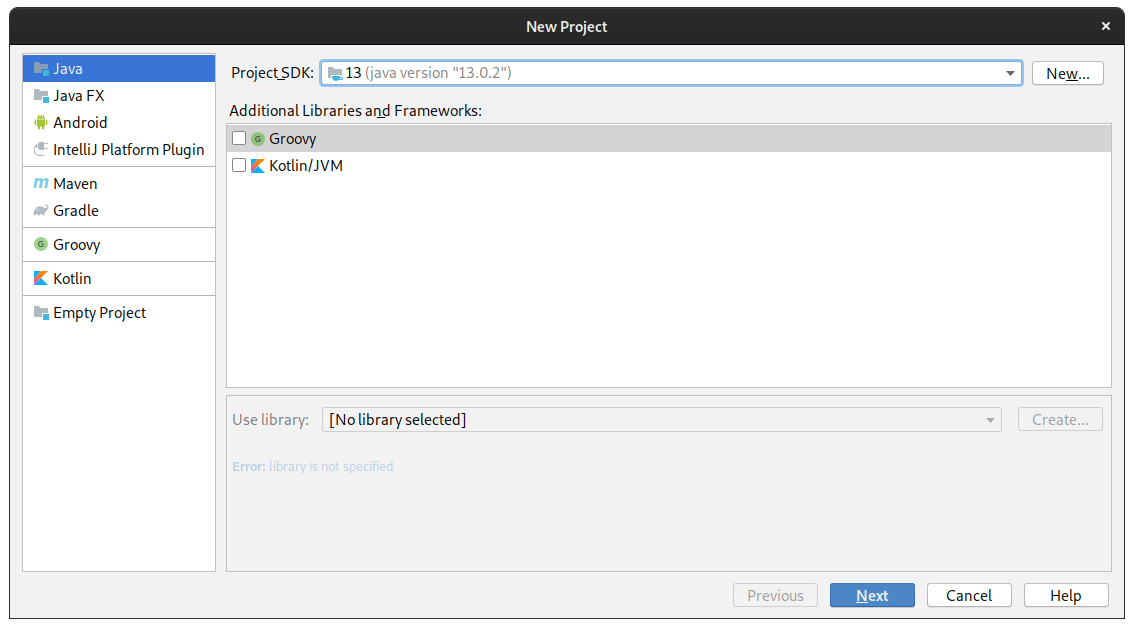 New Project
Java
Java FX
Android
IntelliJ Platform Plugin
Maven
Gradle
Groovy
Kotlin
Empty Project
Project SDK: 13 (java version "13.0.2") New...
Additional Libraries and Frameworks:
Groovy
Kotlin/JVM
Use library: [No library selected] Create...
Error: library is not specified
Previous Next Cancel Help